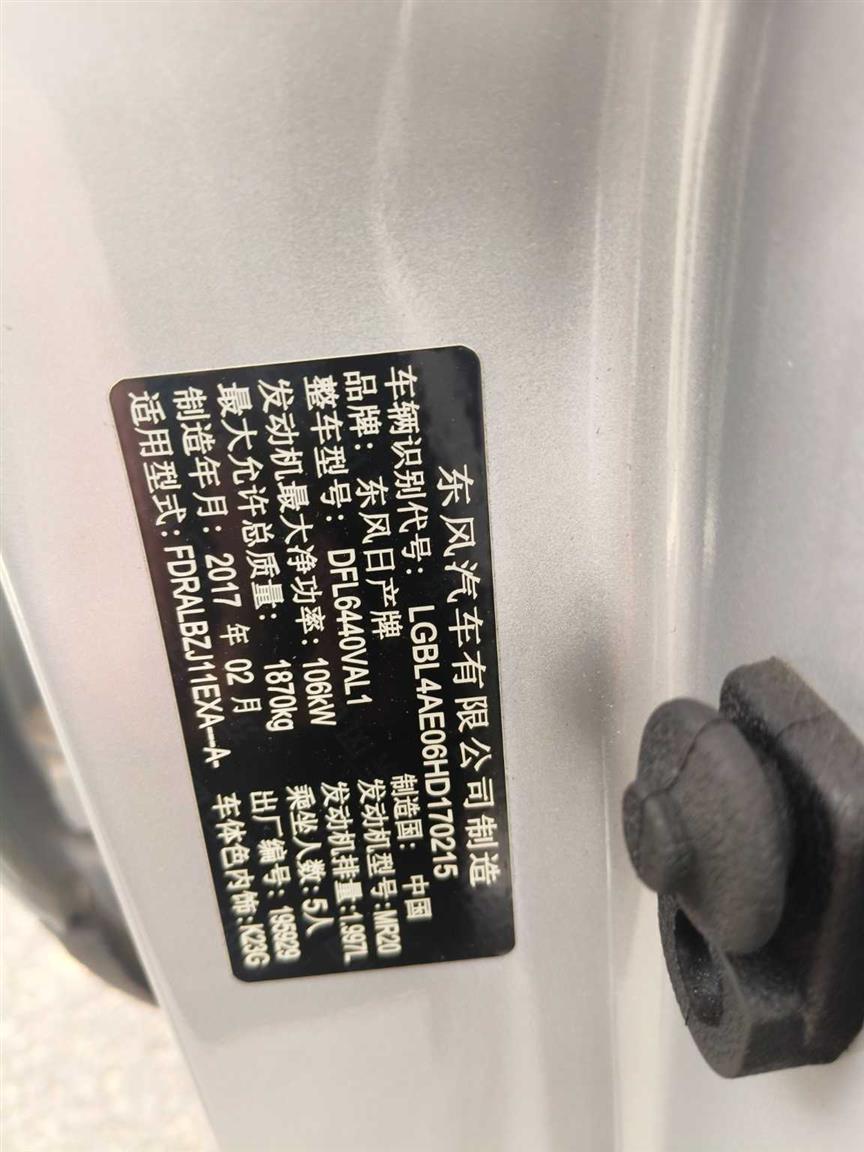 东风汽车有限公司制造
车辆识别代号: LGBL4AE06HD170215
品牌: 东风日产牌 制造国: 中国
整车型号: DFL6440VAL1 发动机型号: MR20
发动机最大净功率: 106kW 发动机排量: 1.997L
最大允许总质量: 1870kg 乘坐人数: 5人
制造年月: 2017 年 02 月 出厂编号: 195929
适用型式: FDRALBZJ11EXA—A- 车体色内饰: K23G